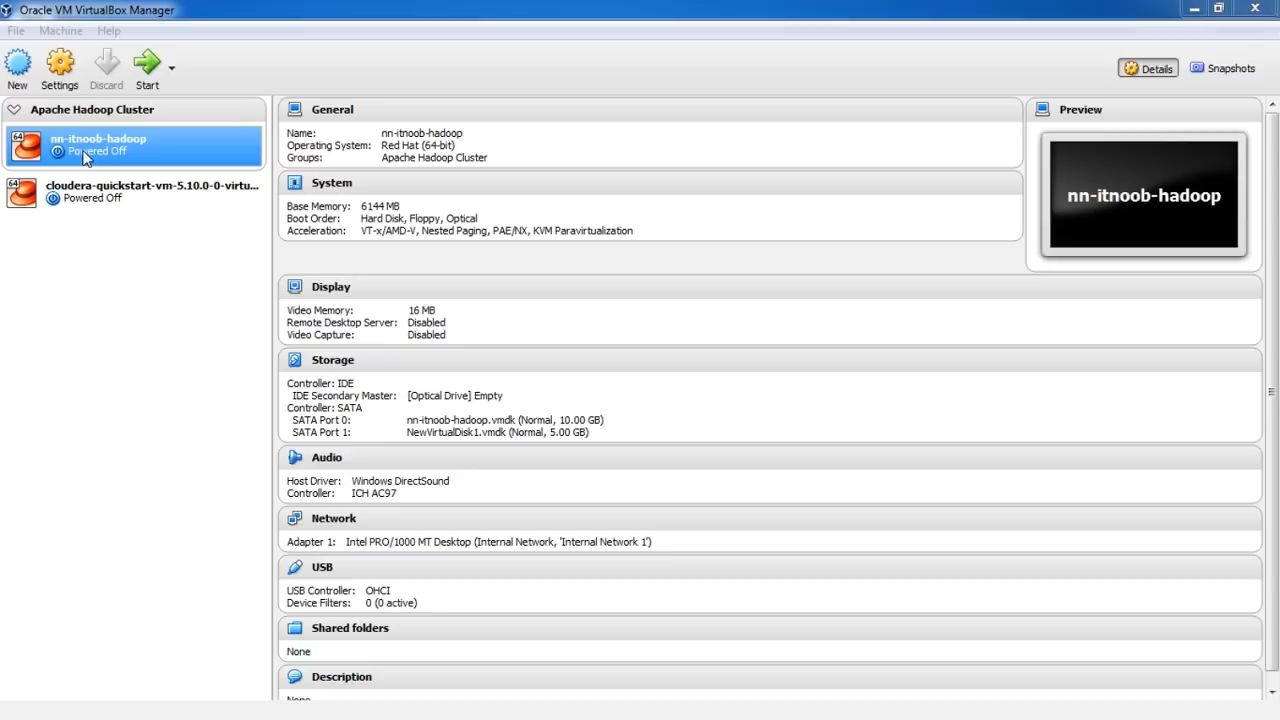 Oracle VM VirtualBox Manager
File Machine Help
New Settings Discard Start
Details Snapshots
Apache Hadoop Cluster
64 nn-itnoob-hadoop
Powered Off
64 cloudera-quickstart-vm-5.10.0-0-virtu...
Powered Off
General
Name: nn-itnoob-hadoop
Operating System: Red Hat (64-bit)
Groups: Apache Hadoop Cluster
Preview
nn-itnoob-hadoop
System
Base Memory: 6144 MB
Boot Order: Hard Disk, Floppy, Optical
Acceleration: VT-x/AMD-V, Nested Paging, PAE/NX, KVM Paravirtualization
Display
Video Memory: 16 MB
Remote Desktop Server: Disabled
Video Capture: Disabled
Storage
Controller: IDE
IDE Secondary Master: [Optical Drive] Empty
Controller: SATA
SATA Port 0: nn-itnoob-hadoop.vmdk (Normal, 10.00 GB)
SATA Port 1: NewVirtualDisk1.vmdk (Normal, 5.00 GB)
Audio
Host Driver: Windows DirectSound
Controller: ICH AC97
Network
Adapter 1: Intel PRO/1000 MT Desktop (Internal Network, 'Internal Network 1')
USB
USB Controller: OHCI
Device Filters: 0 (0 active)
Shared folders
None
Description
None